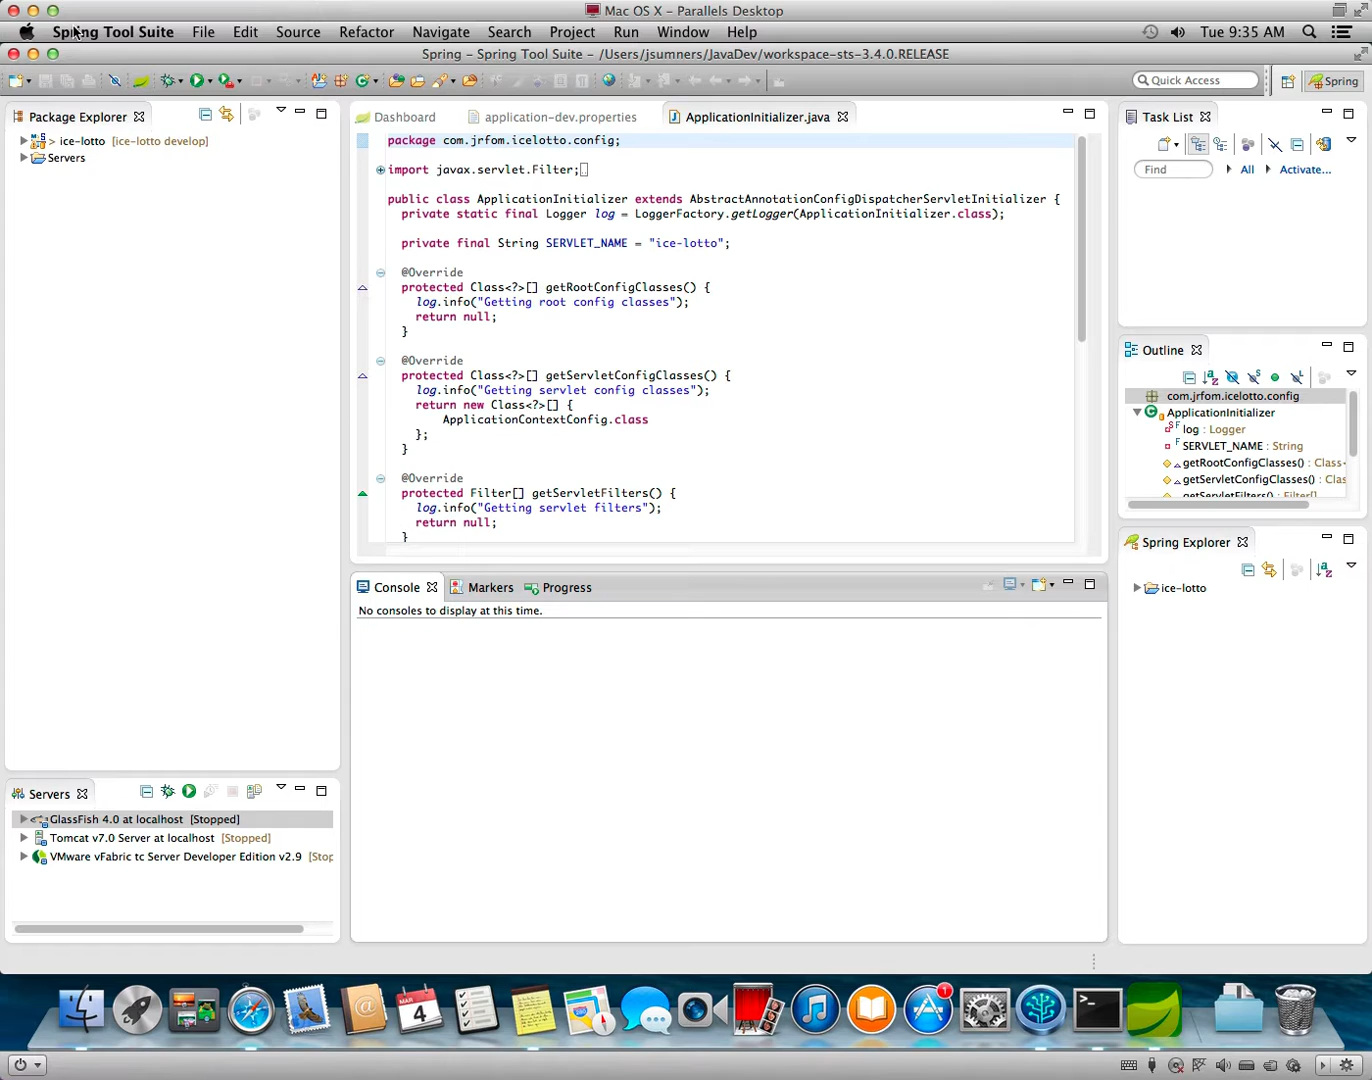 Mac OS X - Parallels Desktop
Spring Tool Suite File Edit Source Refactor Navigate Search Project Run Window Help Tue 9:35 AM
Spring - Spring Tool Suite - /Users/jsumners/JavaDev/workspace-sts-3.4.0.RELEASE
Quick Access Spring
Package Explorer
> ice-lotto [ice-lotto develop]
Servers
Dashboard application-dev.properties ApplicationInitializer.java
package com.jrfom.icelotto.config;
import javax.servlet.Filter;
public class ApplicationInitializer extends AbstractAnnotationConfigDispatcherServletInitializer {
private static final Logger log = LoggerFactory.getLogger(ApplicationInitializer.class);
private final String SERVLET_NAME = "ice-lotto";
@Override
protected Class<?>[] getRootConfigClasses() {
log.info("Getting root config classes");
return null;
}
@Override
protected Class<?>[] getServletConfigClasses() {
log.info("Getting servlet config classes");
return new Class<?>[] {
ApplicationContextConfig.class
};
}
@Override
protected Filter[] getServletFilters() {
log.info("Getting servlet filters");
return null;
}
Task List
Find All Activate...
Outline
com.jrfom.icelotto.config
ApplicationInitializer
log : Logger
SERVLET_NAME : String
getRootConfigClasses() : Class
getServletConfigClasses() : Clas
getServletFilters() : Filter[]
Spring Explorer
ice-lotto
Console Markers Progress
No consoles to display at this time.
Servers
GlassFish 4.0 at localhost [Stopped]
Tomcat v7.0 Server at localhost [Stopped]
VMware vFabric tc Server Developer Edition v2.9 [Stop
MAR
4
1